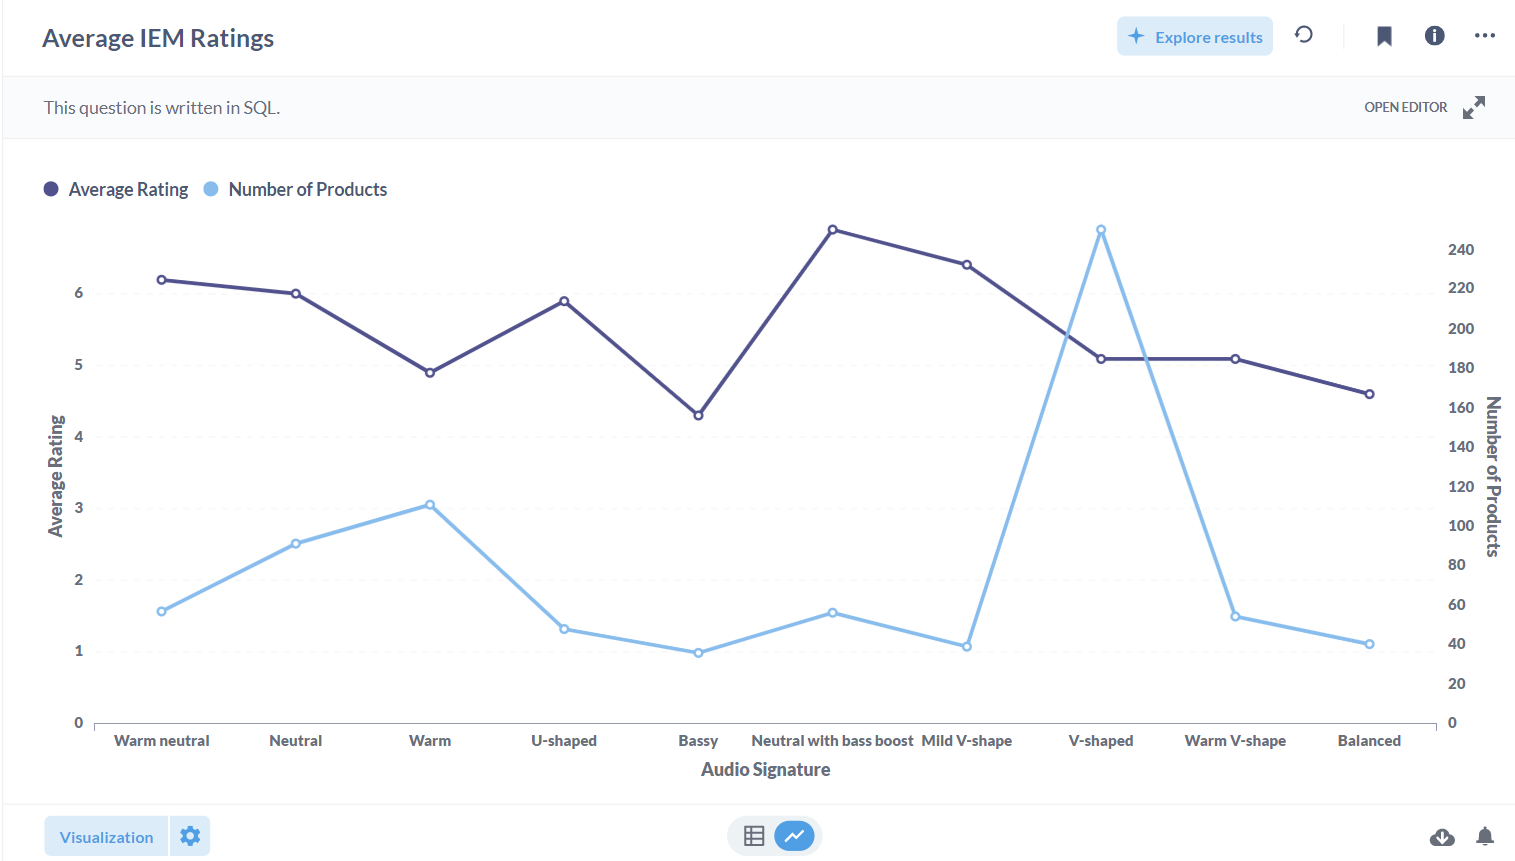 Average IEM Ratings
Explore results
This question is written in SQL.
OPEN EDITOR
Average Rating
Number of Products
6
5
4
3
2
1
0
Average Rating
240
220
200
180
160
140
120
100
80
60
40
20
0
Number of Products
Warm neutral
Neutral
Warm
U-shaped
Bassy
Neutral with bass boost
Mild V-shape
V-shaped
Warm V-shape
Balanced
Audio Signature
Visualization